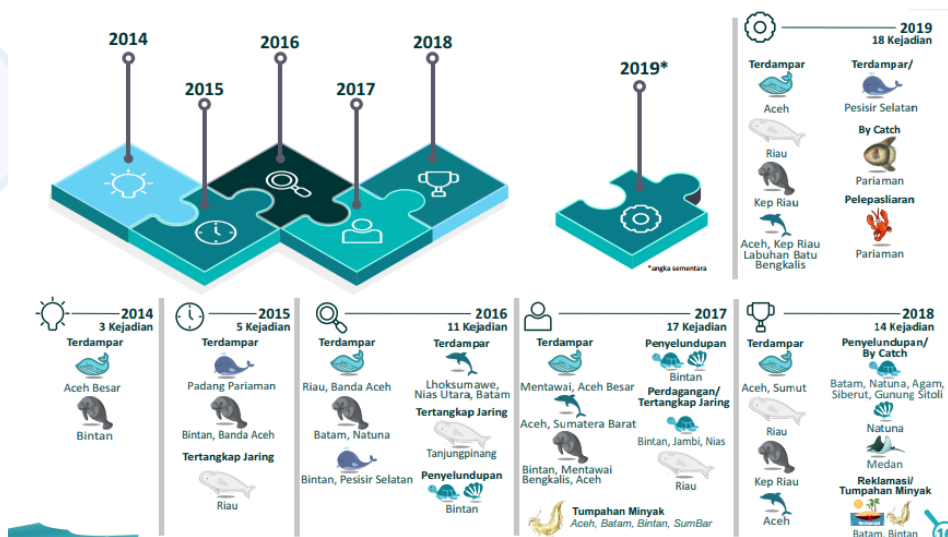 2014
2016
2018
2015
2017
2019*
*angka sementara
2019
18 Kejadian
Terdampar
Aceh
Riau
Kep Riau
Aceh, Kep Riau
Labuhan Batu
Bengkalis
Terdampar/
Pesisir Selatan
By Catch
Pariaman
Pelepasliaran
Pariaman
2014
3 Kejadian
Terdampar
Aceh Besar
Bintan
2015
5 Kejadian
Terdampar
Padang Pariaman
Bintan, Banda Aceh
Tertangkap Jaring
Riau
2016
11 Kejadian
Terdampar
Riau, Banda Aceh
Batam, Natuna
Bintan, Pesisir Selatan
Terdampar
Lhoksumawe,
Nias Utara, Batam
Tertangkap Jaring
Tanjungpinang
Penyelundupan
Bintan
2017
17 Kejadian
Terdampar
Mentawai, Aceh Besar
Aceh, Sumatera Barat
Bintan, Mentawai
Bengkalis, Aceh
Penyelundupan
Bintan
Perdagangan/
Tertangkap Jaring
Bintan, Jambi, Nias
Riau
Tumpahan Minyak
Aceh, Batam, Bintan, SumBar
2018
14 Kejadian
Terdampar
Aceh, Sumut
Riau
Kep Riau
Aceh
Penyelundupan/
By Catch
Batam, Natuna, Agam,
Siberut, Gunung Sitoli
Natuna
Medan
Reklamasi/
Tumpahan Minyak
Batam, Bintan